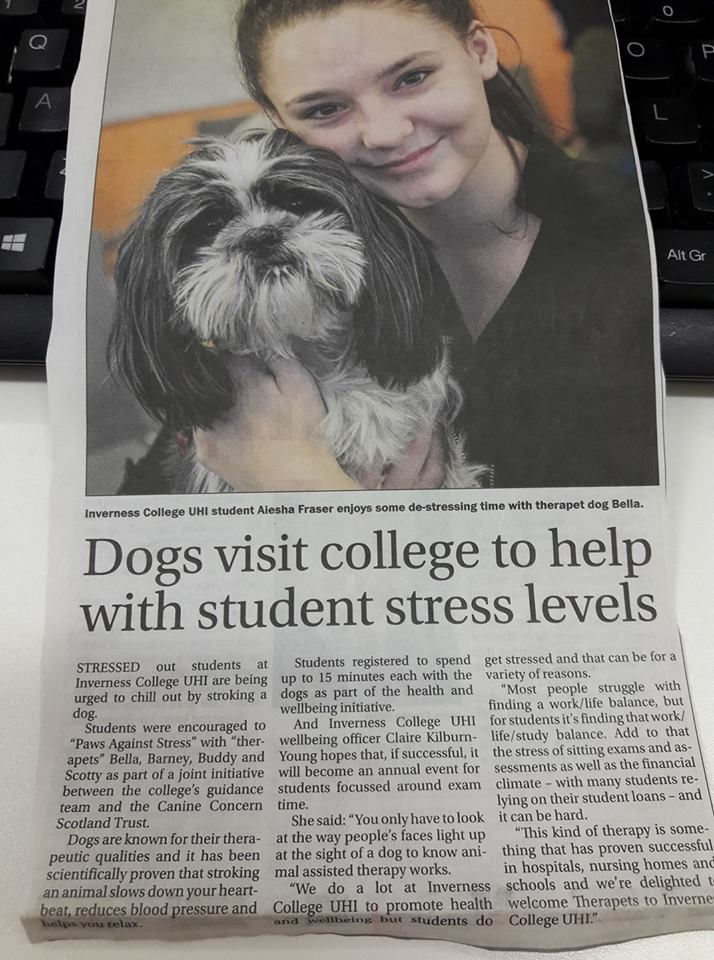 Q
A
O
P
L
Alt Gr
Inverness College UHI student Aiesha Fraser enjoys some de-stressing time with therapet dog Bella.
Dogs visit college to help
with student stress levels
STRESSED out students at
Inverness College UHI are being
urged to chill out by stroking a
dog.
Students were encouraged to
“Paws Against Stress” with “ther-
apets” Bella, Barney, Buddy and
Scotty as part of a joint initiative
between the college’s guidance
team and the Canine Concern
Scotland Trust.
Dogs are known for their thera-
peutic qualities and it has been
scientifically proven that stroking
an animal slows down your heart-
beat, reduces blood pressure and
helps you relax.
Students registered to spend
up to 15 minutes each with the
dogs as part of the health and
wellbeing initiative.
And Inverness College UHI
wellbeing officer Claire Kilburn-
Young hopes that, if successful, it
will become an annual event for
students focussed around exam
time.
She said: “You only have to look
at the way people’s faces light up
at the sight of a dog to know ani-
mal assisted therapy works.
“We do a lot at Inverness
College UHI to promote health
and wellbeing but students do
get stressed and that can be for a
variety of reasons.
“Most people struggle with
finding a work/life balance, but
for students it’s finding that work/
life/study balance. Add to that
the stress of sitting exams and as-
sessments as well as the financial
climate – with many students re-
lying on their student loans – and
it can be hard.
“This kind of therapy is some-
thing that has proven successful
in hospitals, nursing homes and
schools and we’re delighted t
welcome Therapets to Inverne
College UHI.”